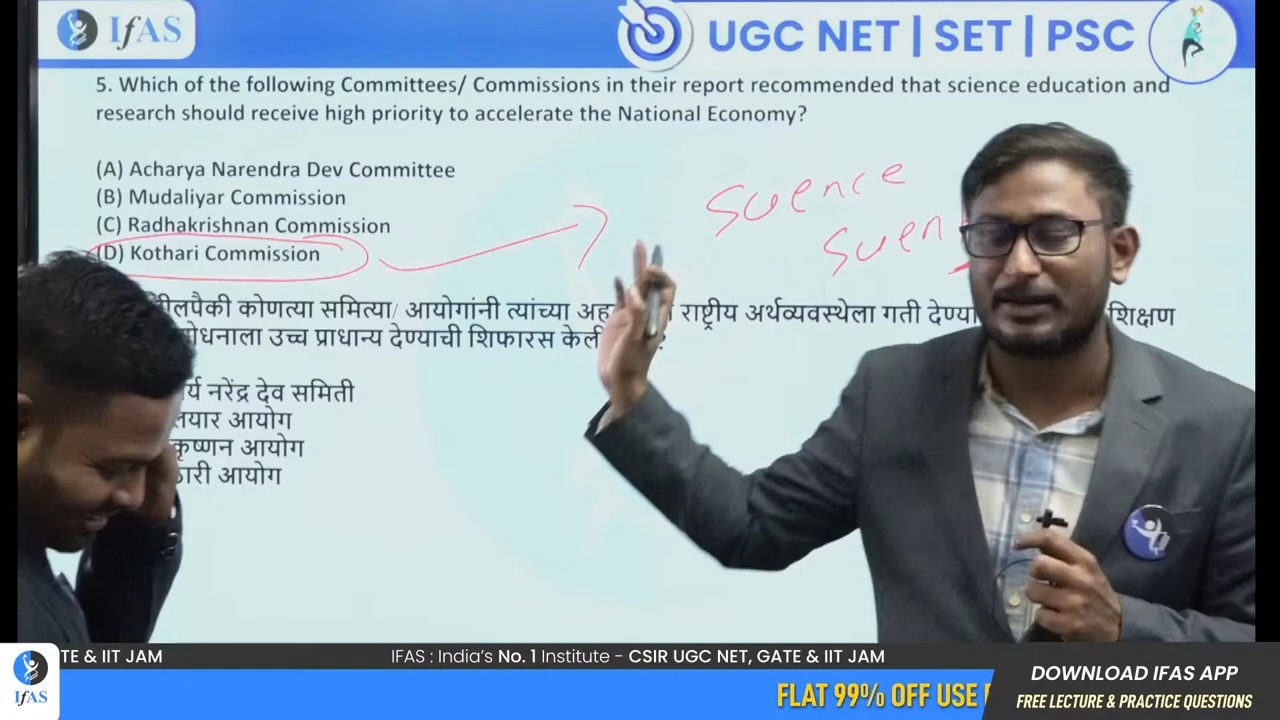 IfAS
UGC NET | SET | PSC
5. Which of the following Committees/ Commissions in their report recommended that science education and
research should receive high priority to accelerate the National Economy?
(A) Acharya Narendra Dev Committee
(B) Mudaliyar Commission
(C) Radhakrishnan Commission
(D) Kothari Commission
Science
कोणत्या समित्या/ आयोगांनी त्यांच्या राष्ट्रीय अर्थव्यवस्थेला गती शिक्षण
उच्च प्राधान्य देण्याची शिफारस
नरेंद्र देव समिती
आयोग
आयोग
आयोग
TE & IIT JAM
IFAS : India's No. 1 Institute - CSIR UGC NET, GATE & IIT JAM
DOWNLOAD IFAS APP
IfAS
FLAT 99% OFF USE
FREE LECTURE & PRACTICE QUESTIONS